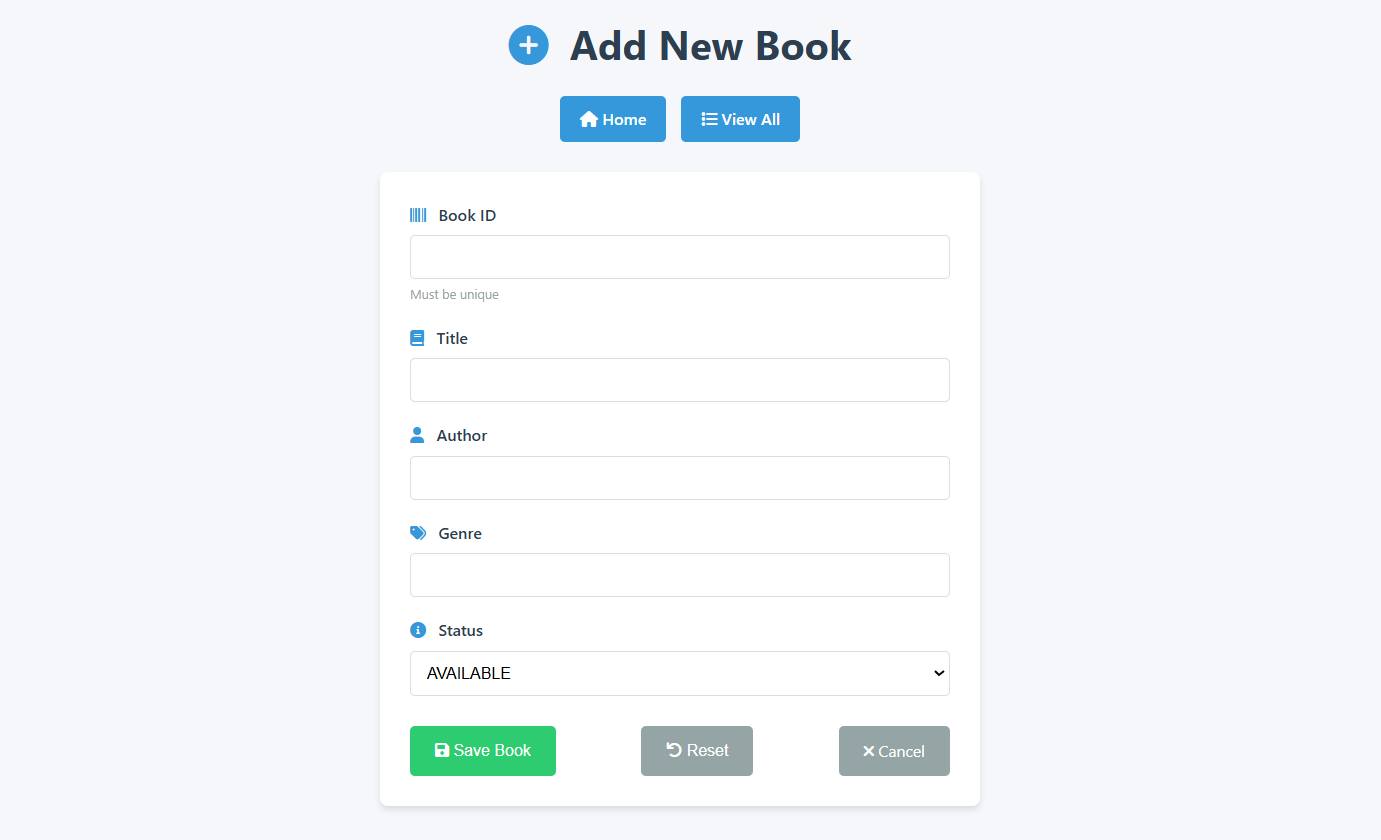 Add New Book
Home View All
Book ID
Must be unique
Title
Author
Genre
Status
AVAILABLE
Save Book Reset Cancel